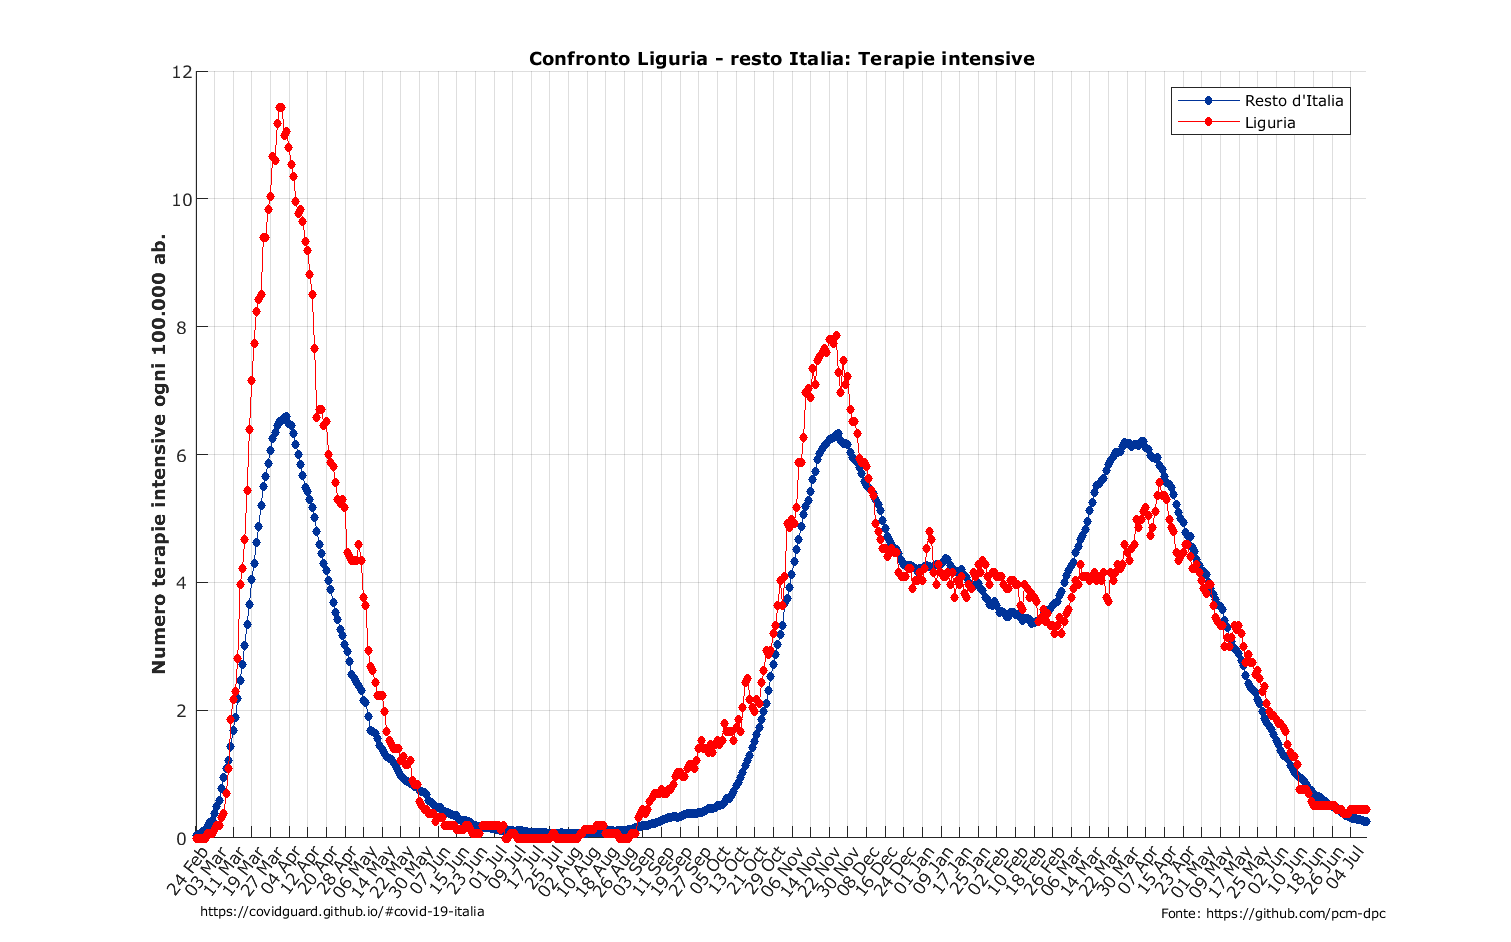 Confronto Liguria - resto Italia: Terapie intensive
Resto d'Italia
Liguria
Numero terapie intensive ogni 100.000 ab.
12
10
8
6
4
2
0
24 Feb
03 Mar
11 Mar
19 Mar
27 Mar
04 Apr
12 Apr
20 Apr
28 Apr
06 May
14 May
22 May
30 May
07 Jun
15 Jun
23 Jun
01 Jul
09 Jul
17 Jul
25 Jul
02 Aug
10 Aug
18 Aug
26 Aug
03 Sep
11 Sep
19 Sep
27 Sep
05 Oct
13 Oct
21 Oct
29 Oct
06 Nov
14 Nov
22 Nov
30 Nov
08 Dec
16 Dec
24 Dec
01 Jan
09 Jan
17 Jan
25 Jan
02 Feb
10 Feb
18 Feb
26 Feb
06 Mar
14 Mar
22 Mar
30 Mar
07 Apr
15 Apr
23 Apr
01 May
09 May
17 May
25 May
02 Jun
10 Jun
18 Jun
26 Jun
04 Jul
https://covidguard.github.io/#covid-19-italia
Fonte: https://github.com/pcm-dpc